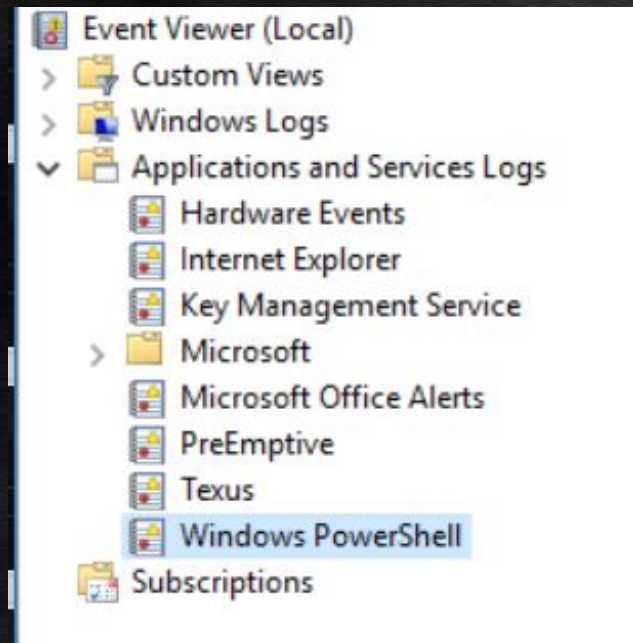 Event Viewer (Local)
Custom Views
Windows Logs
Applications and Services Logs
Hardware Events
Internet Explorer
Key Management Service
Microsoft
Microsoft Office Alerts
PreEmptive
Texus
Windows PowerShell
Subscriptions